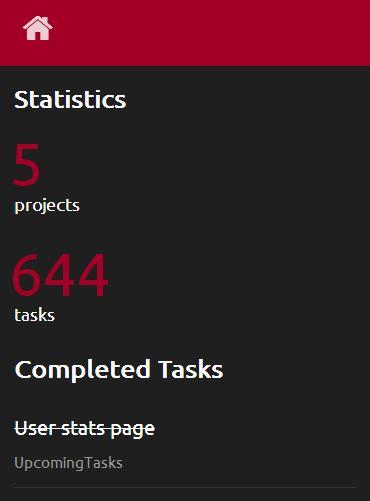 Statistics
5
projects
644
tasks
Completed Tasks
User stats page
UpcomingTasks